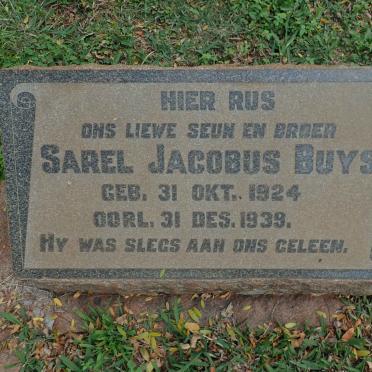 HIER RUS
ONS LIEWE SEUN EN BROER
SAREL JACOBUS BUYS
GEB. 31 OKT. 1924
OORL. 31 DES. 1939.
HY WAS SLEGS AAN ONS GELEEN.